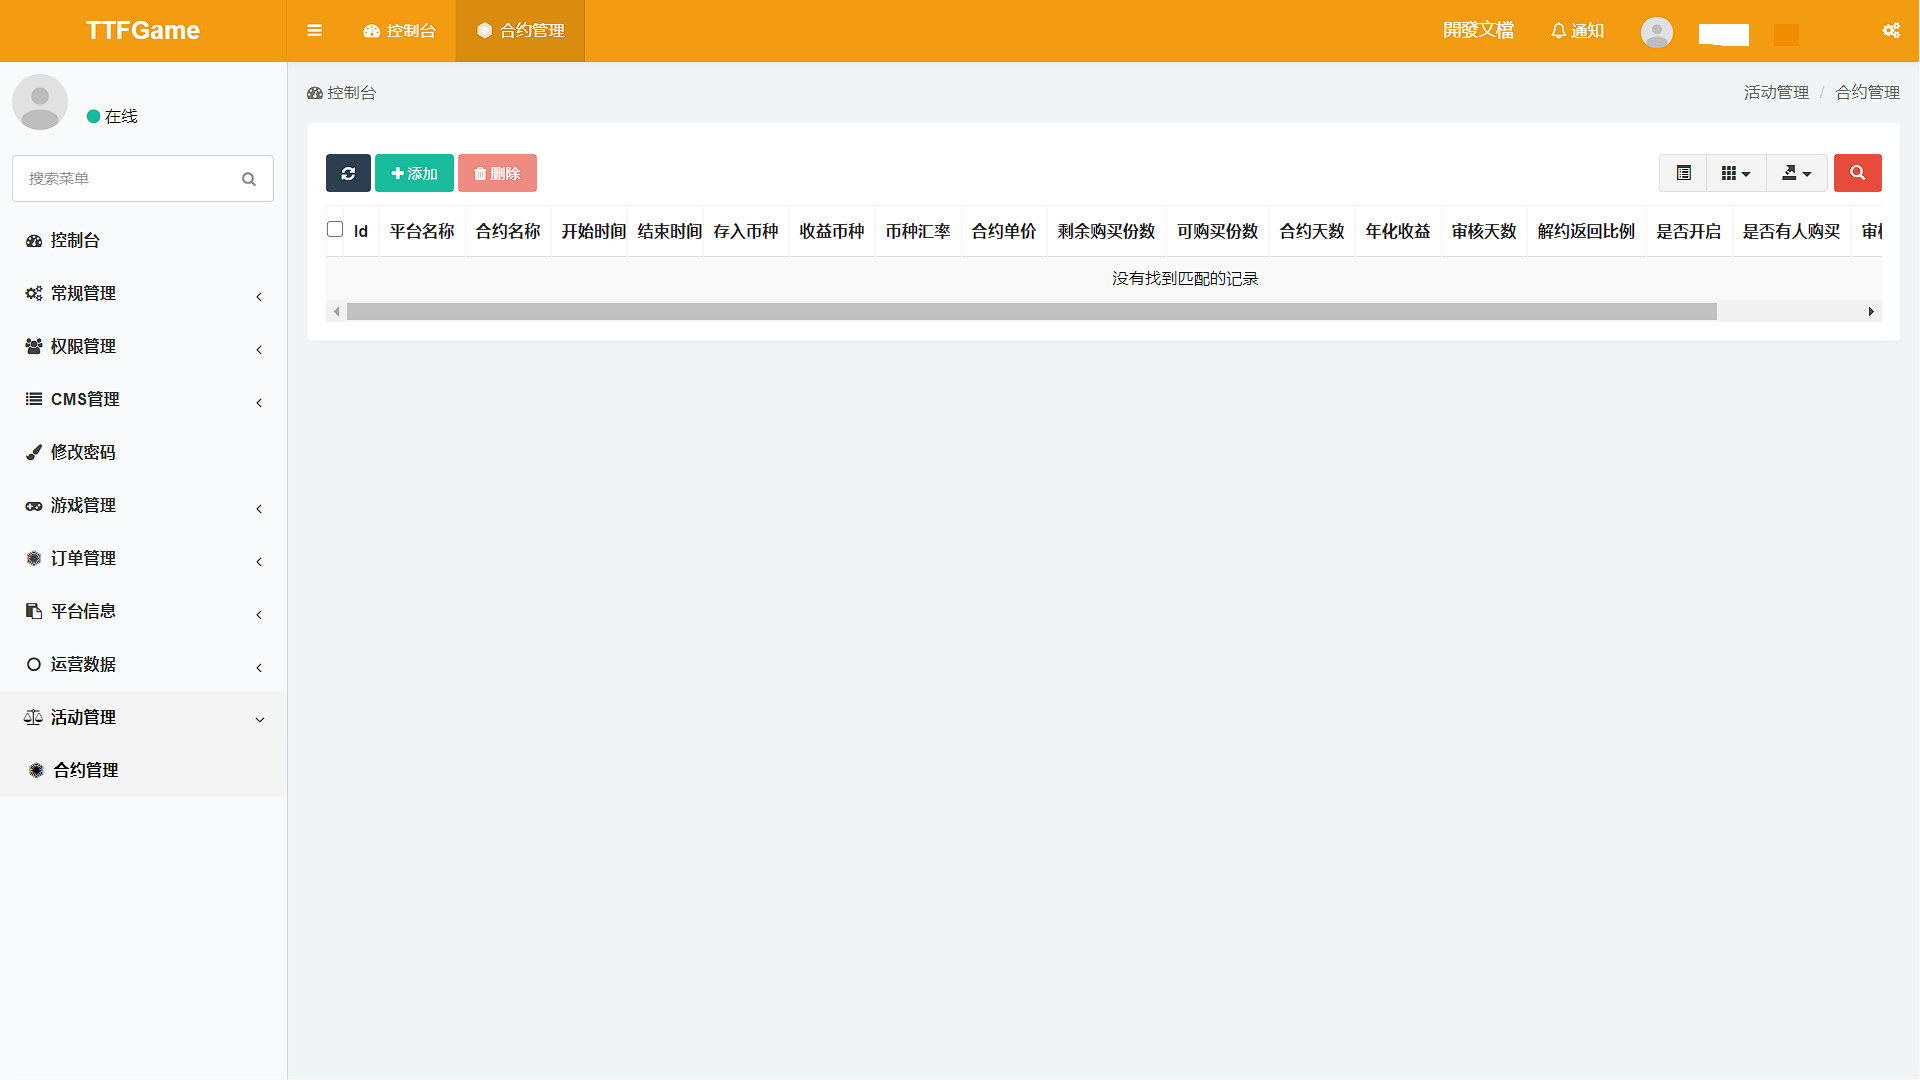 TTFGame
控制台
合约管理
開發文檔
通知
在线
搜索菜单
控制台
常规管理
权限管理
CMS管理
修改密码
游戏管理
订单管理
平台信息
运营数据
活动管理
合约管理
控制台
活动管理 / 合约管理
添加
删除
Id 平台名称 合约名称 开始时间 结束时间 存入币种 收益币种 币种汇率 合约单价 剩余购买份数 可购买份数 合约天数 年化收益 审核天数 解约返回比例 是否开启 是否有人购买 审
没有找到匹配的记录